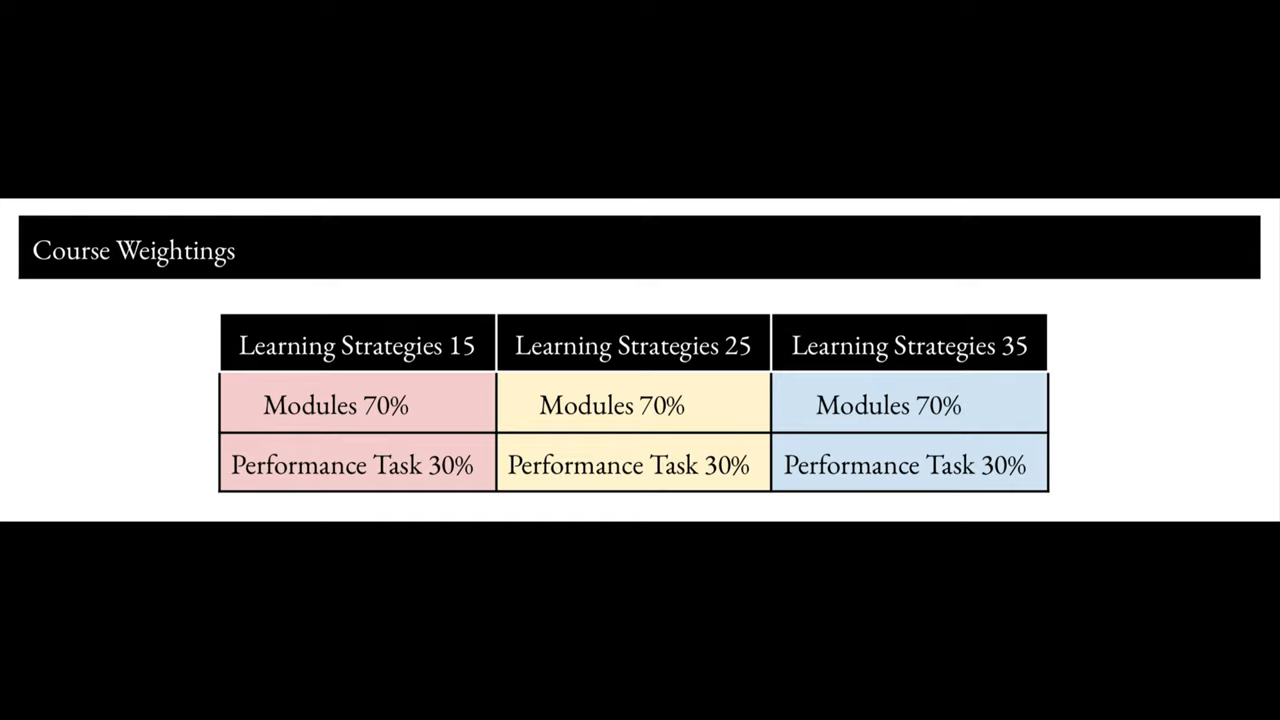 Course Weightings
Learning Strategies 15 Learning Strategies 25 Learning Strategies 35
Modules 70% Modules 70% Modules 70%
Performance Task 30% Performance Task 30% Performance Task 30%